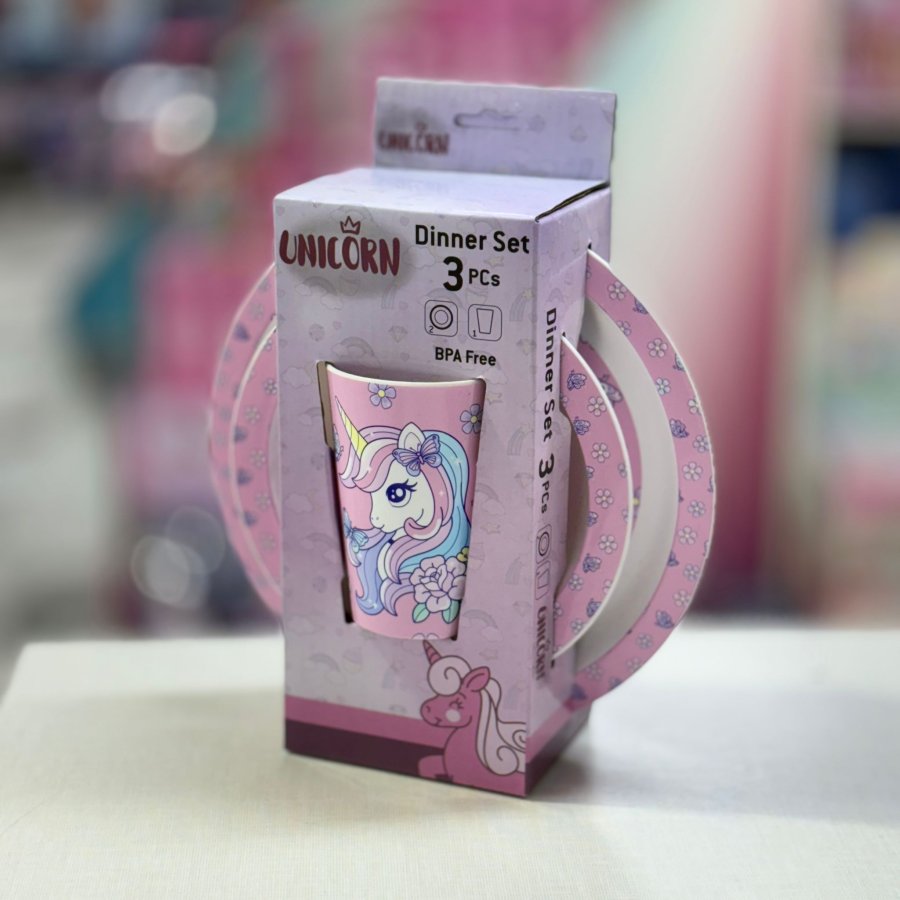 UNICORN
UNICORN
Dinner Set
3 PCs
2
1
BPA Free
Dinner Set 3 PCs
UNICORN